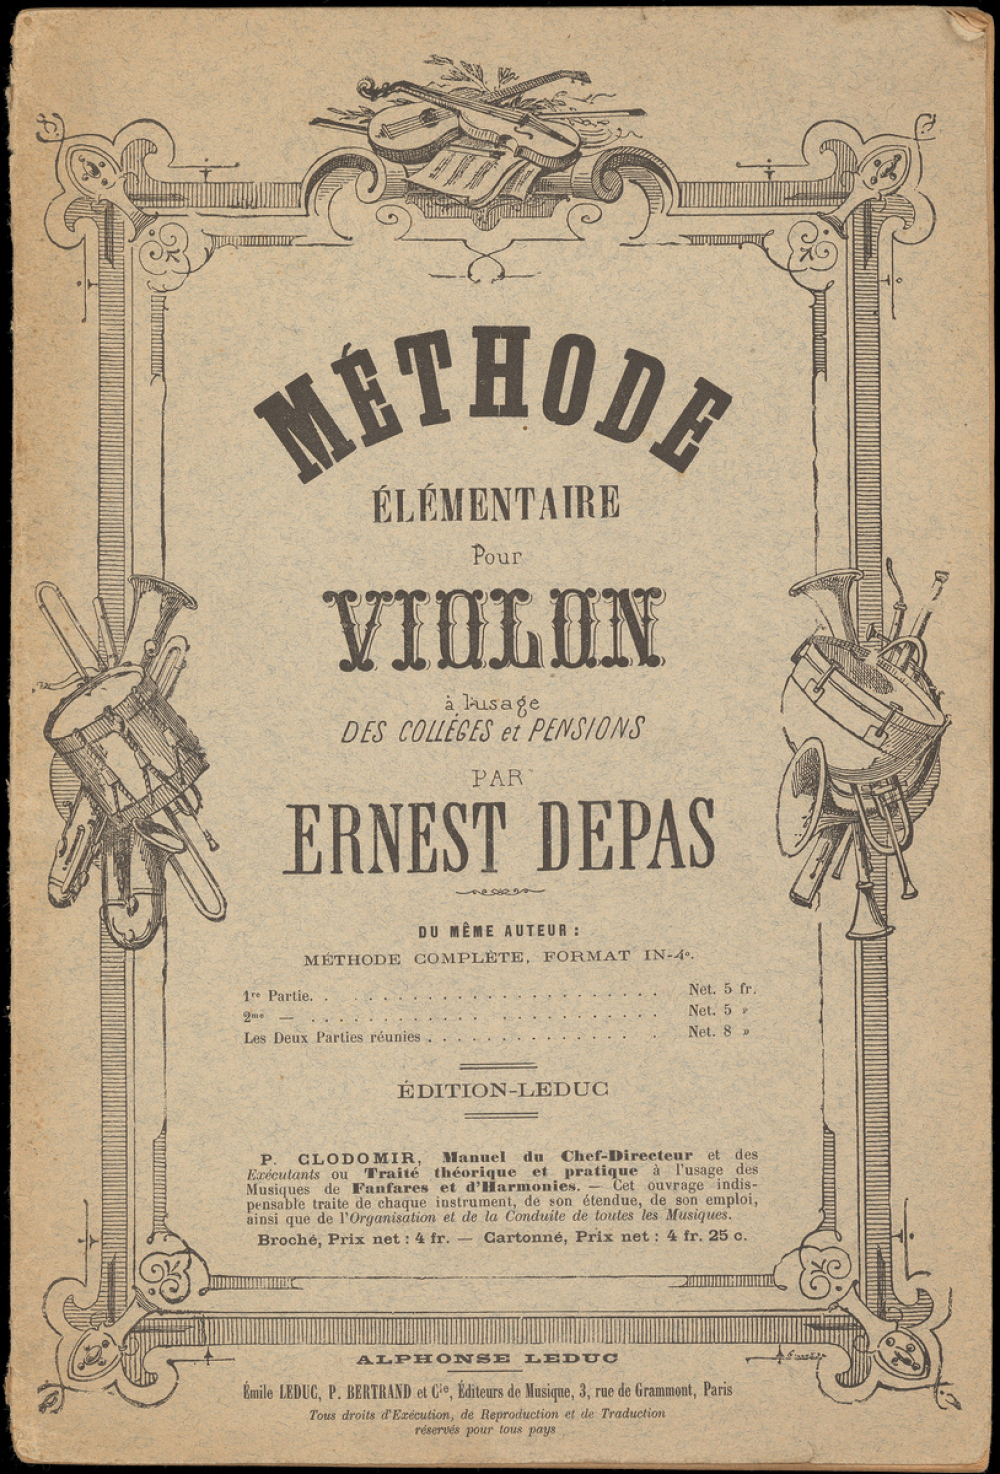 MÉTHODE
ÉLÉMENTAIRE
Pour
VIOLON
à l'usage
DES COLLÉGES et PENSIONS
PAR
ERNEST DEPAS
DU MÊME AUTEUR :
MÉTHODE COMPLÈTE, FORMAT IN-4º.
1re Partie. . . . . . . . . . . . . . . . . . . . . . . Net. 5 fr.
2me — . . . . . . . . . . . . . . . . . . . . . . . Net. 5 »
Les Deux Parties réunies . . . . . . . . . . . . . . . . Net. 8 »
ÉDITION-LEDUC
P. CLODOMIR, Manuel du Chef-Directeur et des
Exécutants ou Traité théorique et pratique à l'usage des
Musiques de Fanfares et d'Harmonies. — Cet ouvrage indis-
pensable traite de chaque instrument, de son étendue, de son emploi,
ainsi que de l'Organisation et de la Conduite de toutes les Musiques.
Broché, Prix net : 4 fr. — Cartonné, Prix net : 4 fr. 25 c.
ALPHONSE LEDUC
Émile LEDUC, P. BERTRAND et Cie, Éditeurs de Musique, 3, rue de Grammont, Paris
Tous droits d'Exécution, de Reproduction et de Traduction
réservés pour tous pays